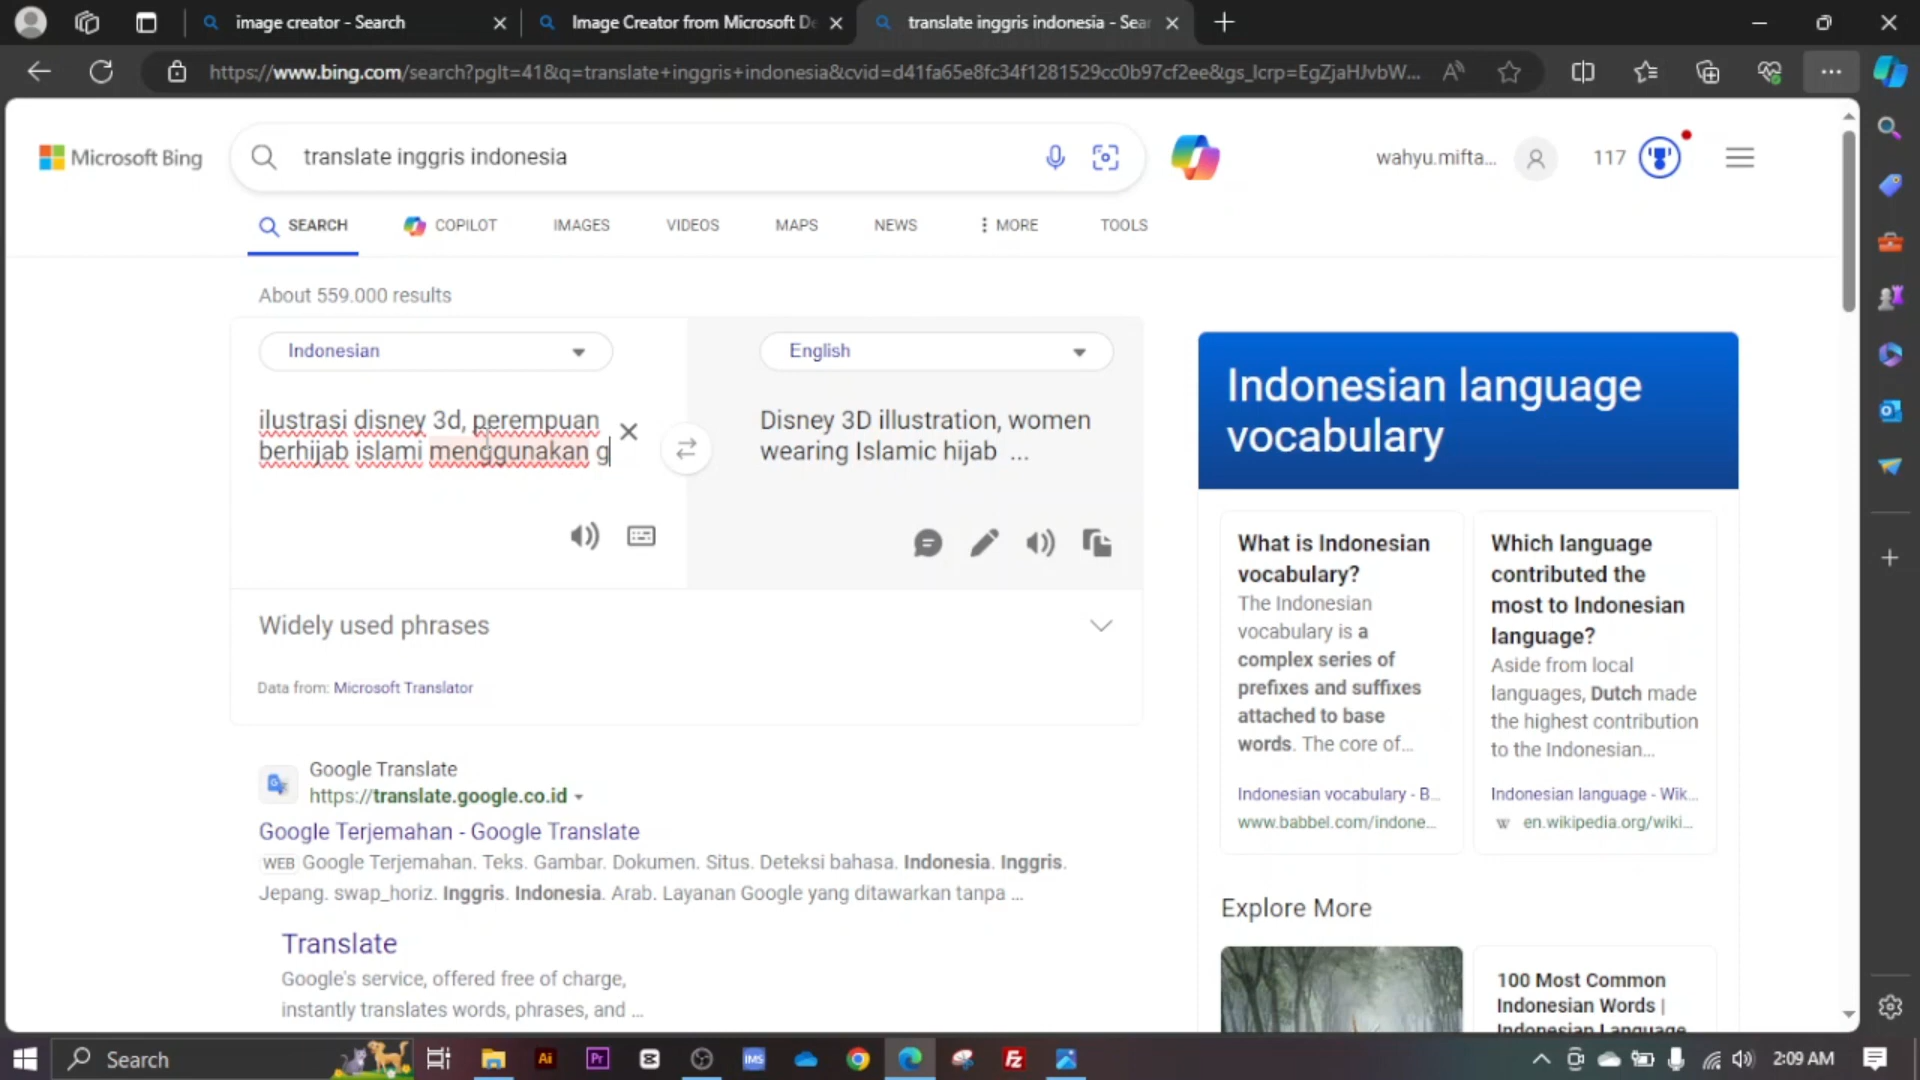 image creator - Search
Image Creator from Microsoft De
translate inggris indonesia - Sear
https://www.bing.com/search?pglt=41&q=translate+inggris+indonesia&cvid=d41fa65e8fc34f1281529cc0b97cf2ee&gs_lcrp=EgZjaHJvbW...
Microsoft Bing
translate inggris indonesia
wahyu.mifta...
117
SEARCH
COPILOT
IMAGES
VIDEOS
MAPS
NEWS
MORE
TOOLS
About 559.000 results
Indonesian
English
ilustrasi disney 3d, perempuan
berhijab islami menggunakan g
Disney 3D illustration, women
wearing Islamic hijab ...
Widely used phrases
Data from: Microsoft Translator
Google Translate
https://translate.google.co.id
Google Terjemahan - Google Translate
WEB Google Terjemahan. Teks. Gambar. Dokumen. Situs. Deteksi bahasa. Indonesia. Inggris.
Jepang. swap_horiz. Inggris. Indonesia. Arab. Layanan Google yang ditawarkan tanpa ...
Translate
Google's service, offered free of charge,
instantly translates words, phrases, and ...
Indonesian language
vocabulary
What is Indonesian
vocabulary?
The Indonesian
vocabulary is a
complex series of
prefixes and suffixes
attached to base
words. The core of...
Indonesian vocabulary - B...
www.babbel.com/indone...
Which language
contributed the
most to Indonesian
language?
Aside from local
languages, Dutch made
the highest contribution
to the Indonesian...
Indonesian language - Wik...
W en.wikipedia.org/wiki...
Explore More
100 Most Common
Indonesian Words |
Indonesian Language
Search
Ai
Pr
IMS
Fz
2:09 AM